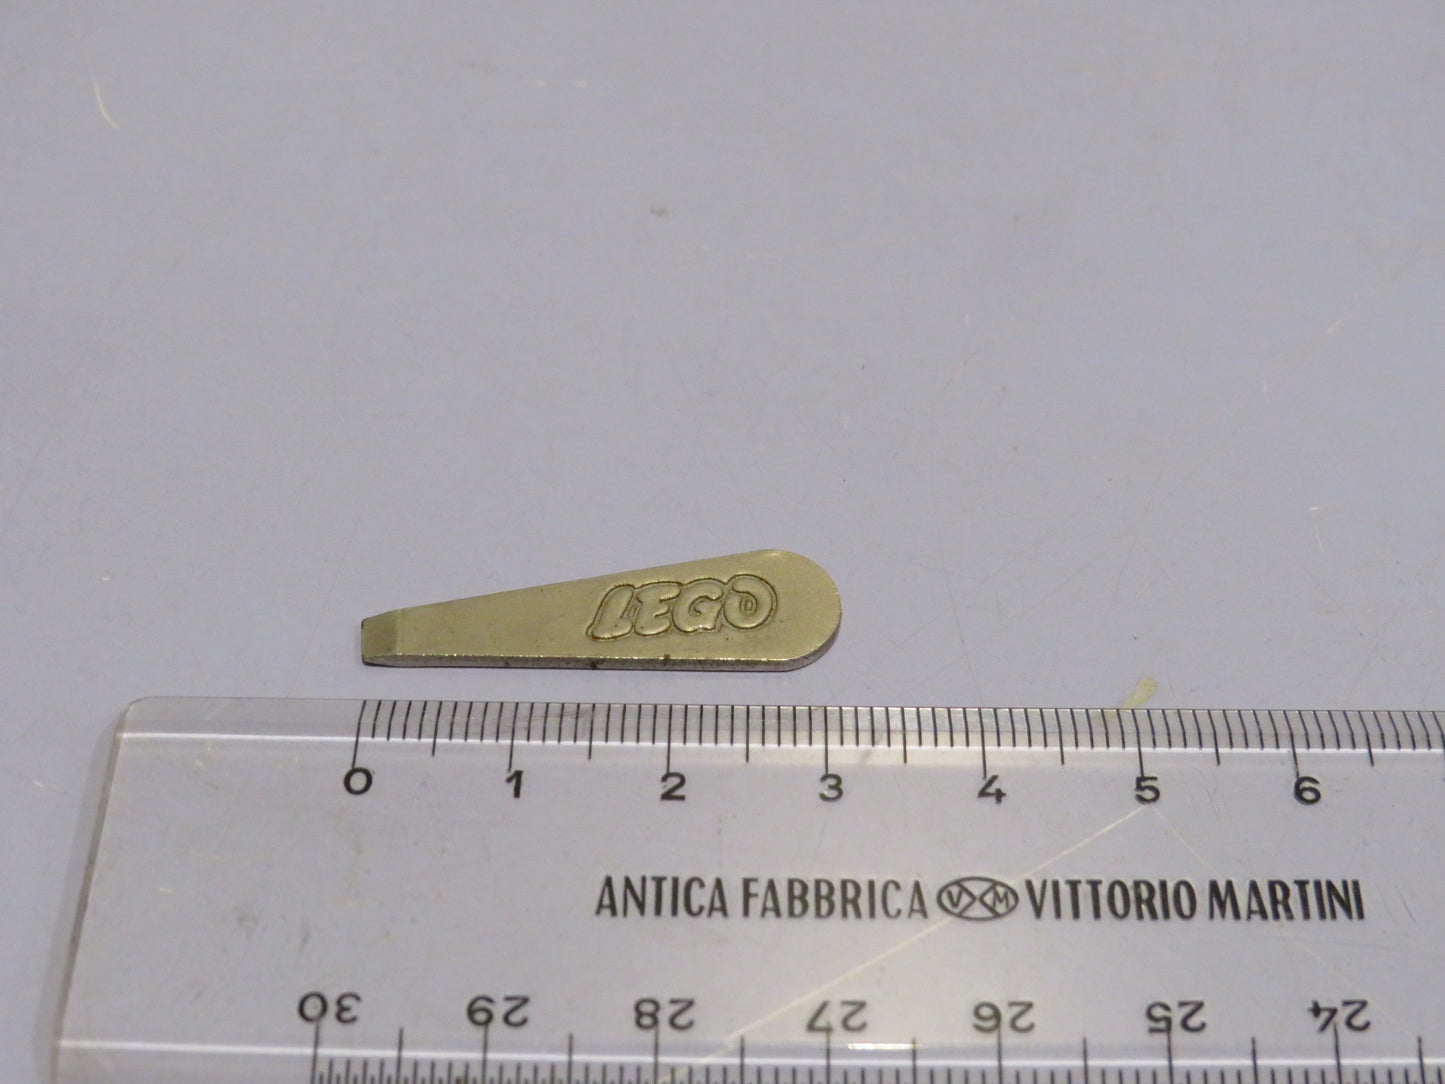 LEGO
0 1 2 3 4 5 6
ANTICA FABBRICA VM VITTORIO MARTINI
30 29 28 27 26 25 24